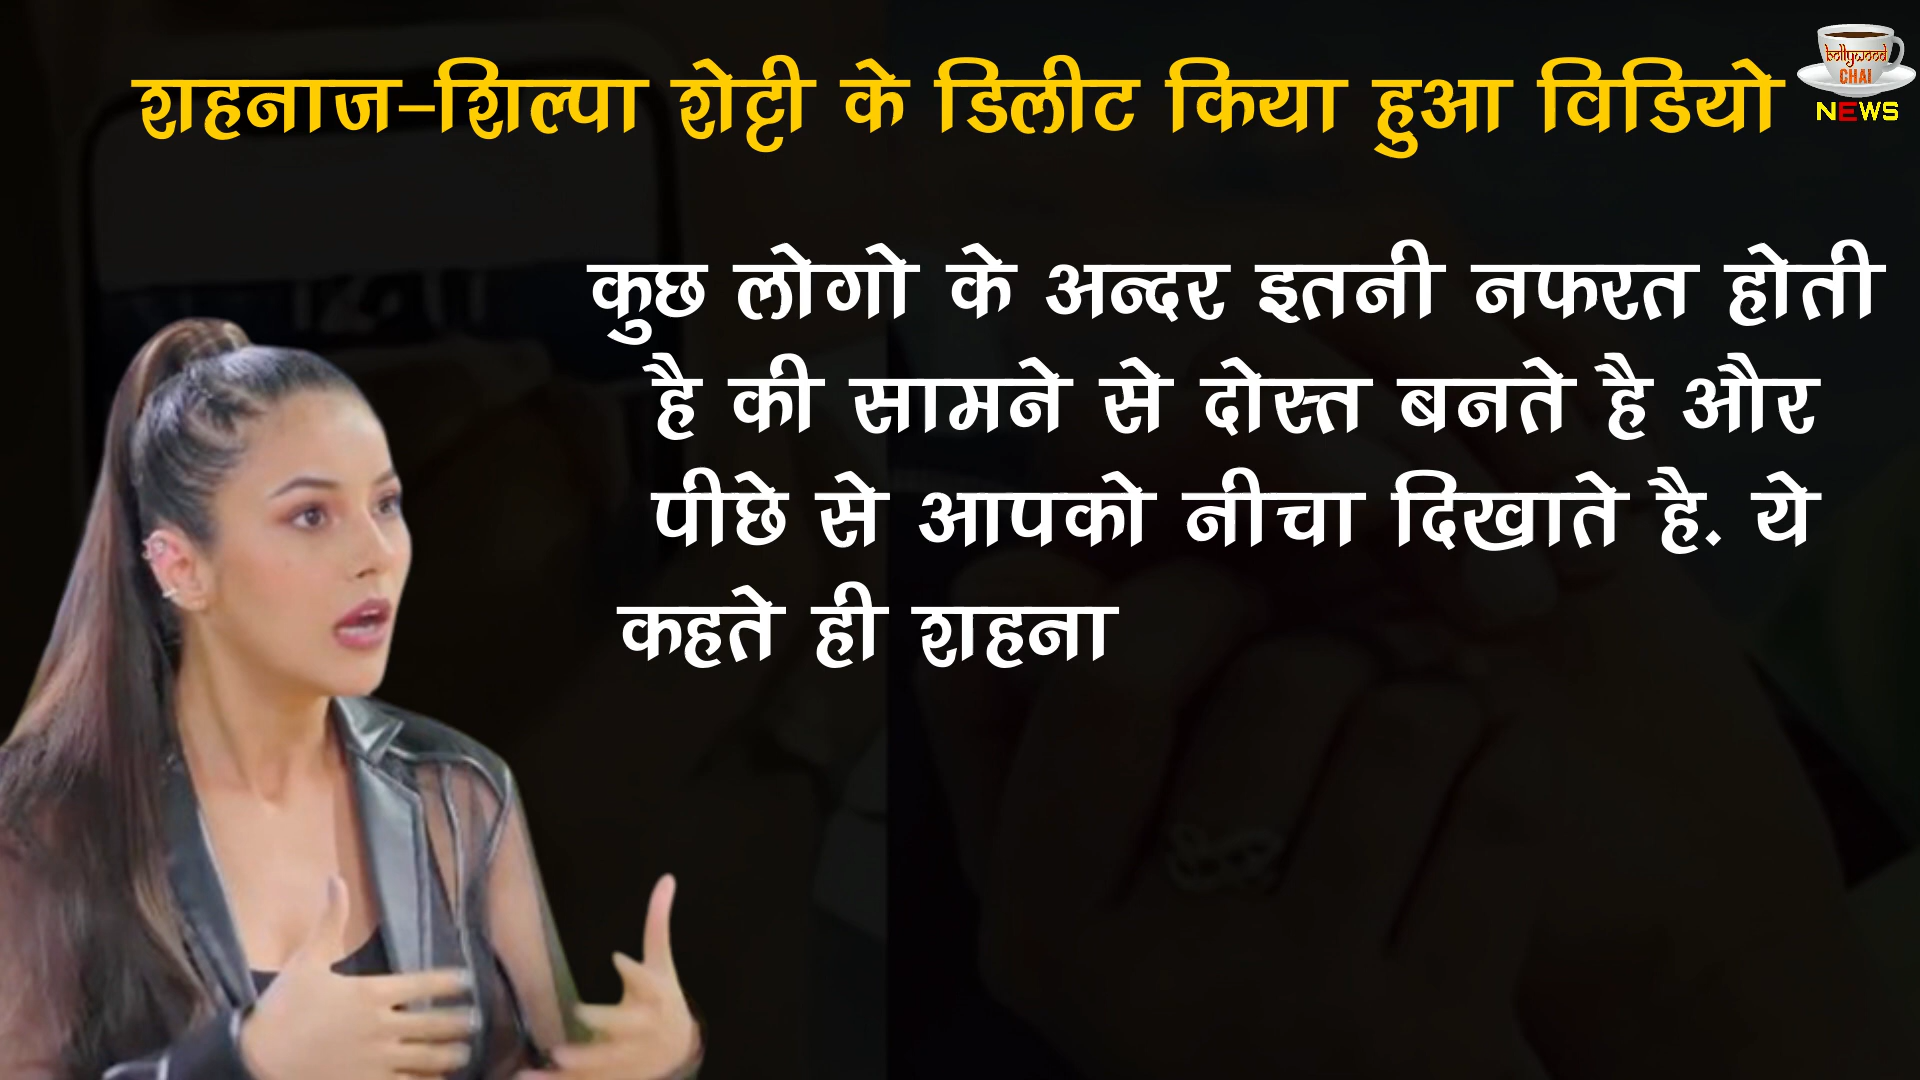 शहनाज-शिल्पा शेट्टी के डिलीट किया हुआ विडियो
bollywood
CHAI
NEWS
कुछ लोगो के अन्दर इतनी नफरत होती
है की सामने से दोस्त बनते है और
पीछे से आपको नीचा दिखाते है. ये
कहते ही शहना